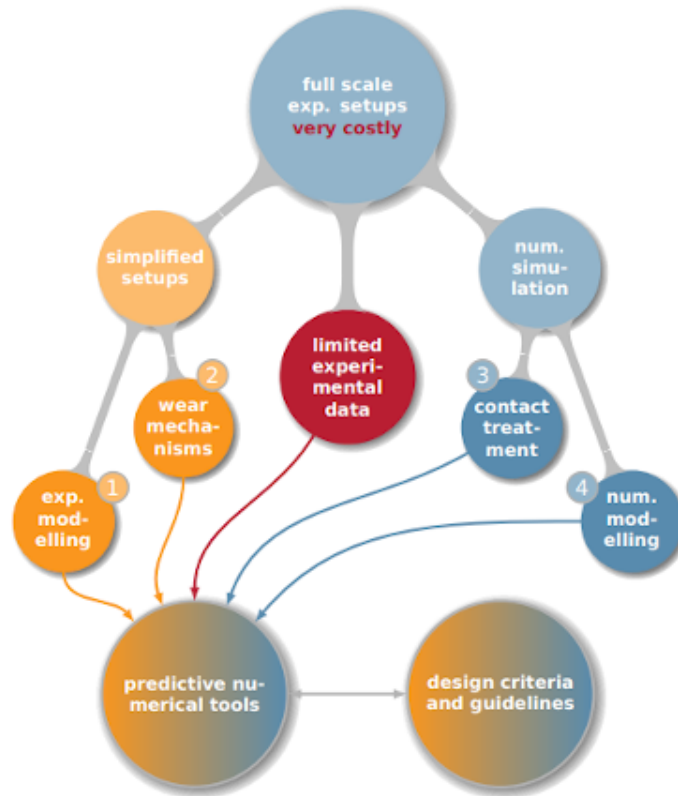 full scale
exp. setups
very costly
simplified
setups
num.
simu-
lation
limited
experi-
mental
data
2
wear
mecha-
nisms
3
contact
treat-
ment
1
exp.
mod-
elling
4
num.
mod-
elling
predictive nu-
merical tools
design criteria
and guidelines